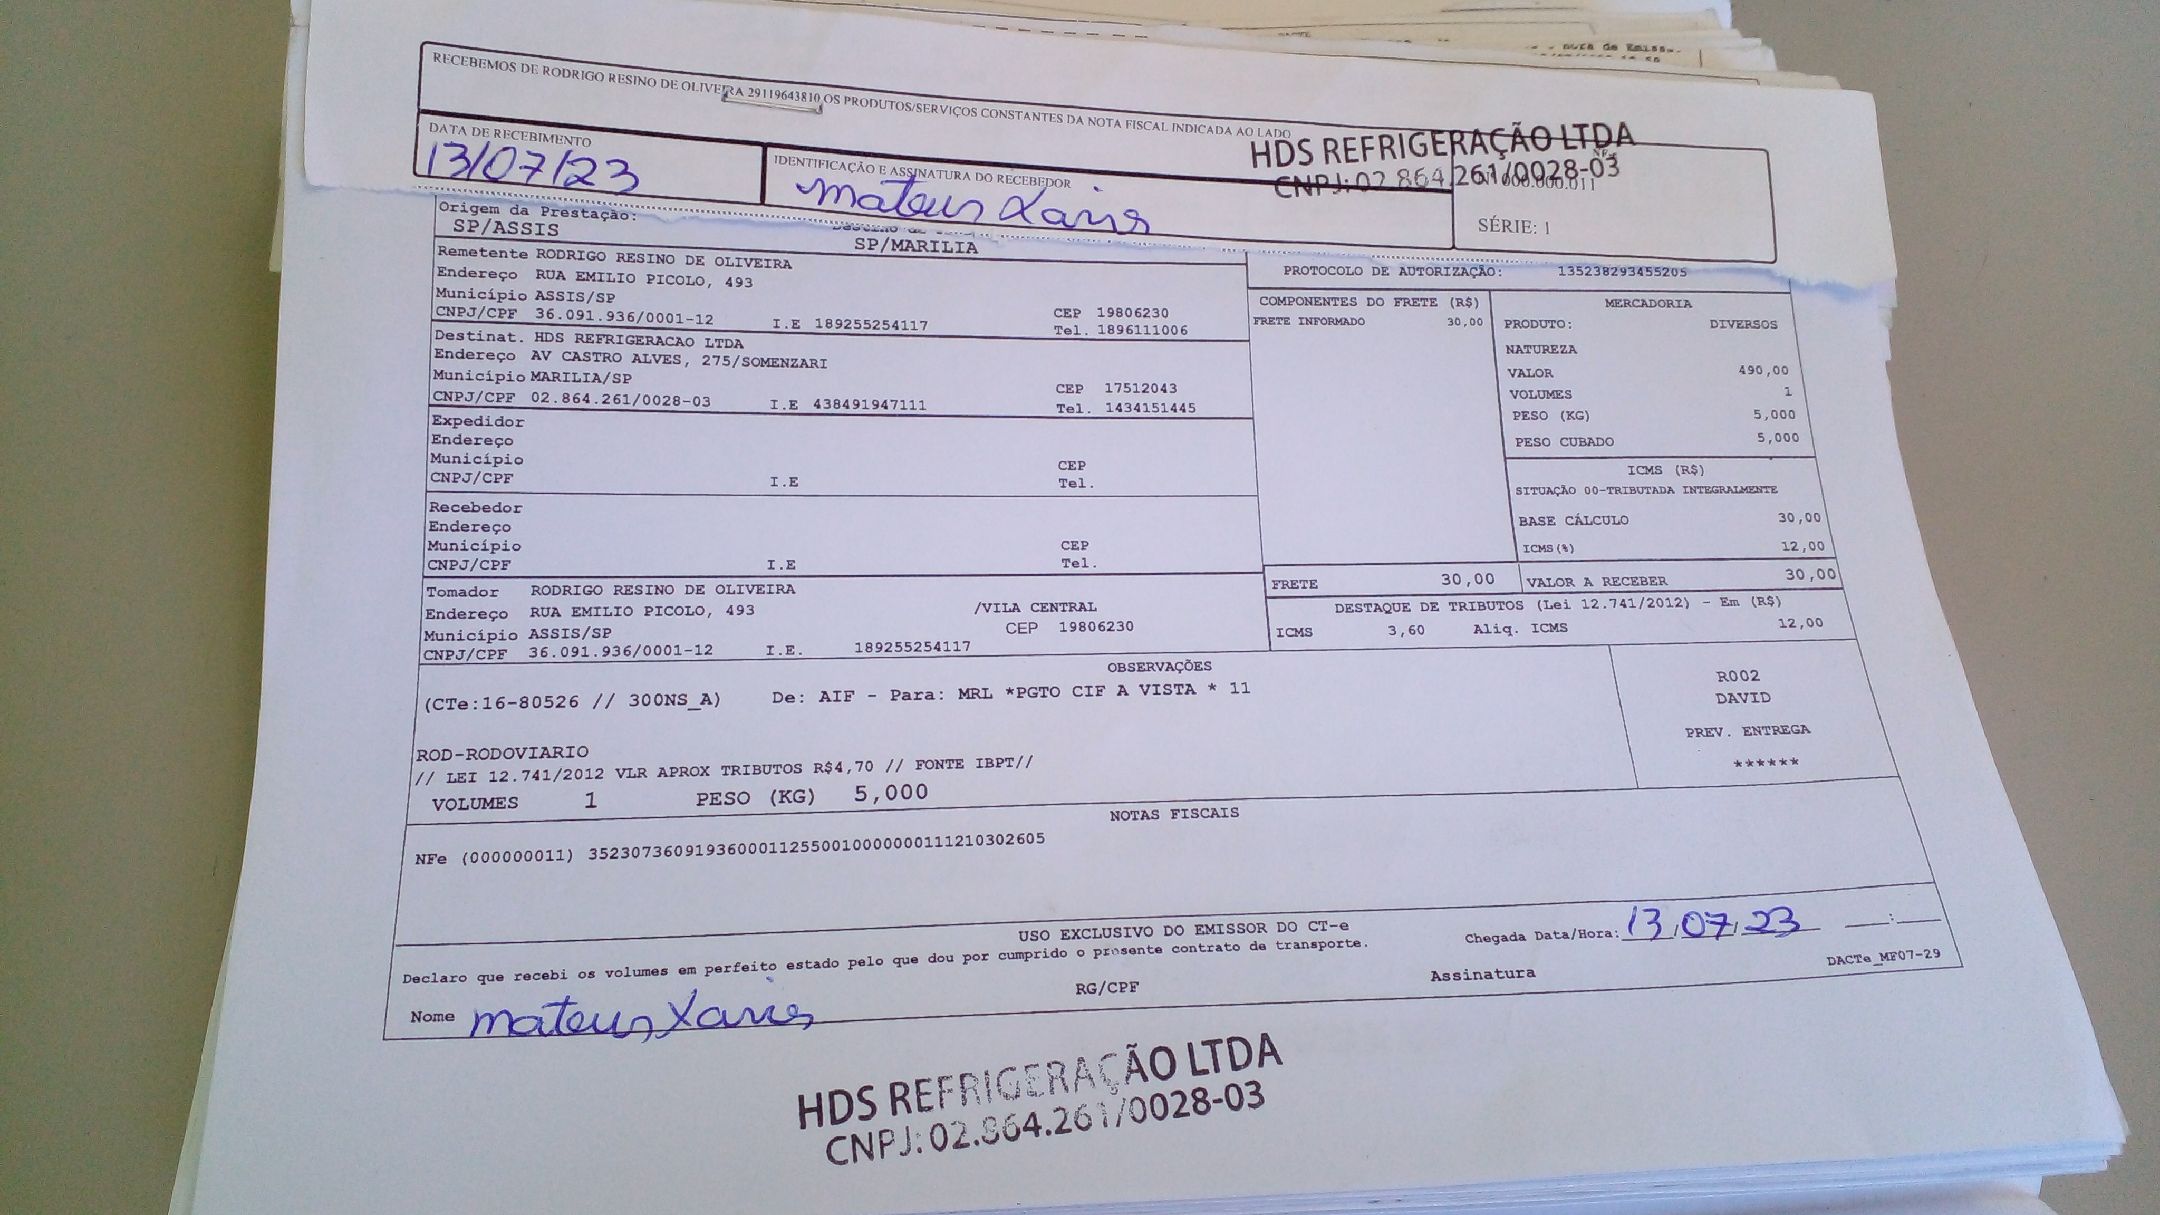 RECEBEMOS DE RODRIGO RESINO DE OLIVEIRA 29119643810 OS PRODUTOS/SERVIÇOS CONSTANTES DA NOTA FISCAL INDICADA AO LADO
HDS REFRIGERAÇÃO LTDA
CNPJ: 02.864.261/0028-03
DATA DE RECEBIMENTO
13/07/23
IDENTIFICAÇÃO E ASSINATURA DO RECEBEDOR
mateus
000.000.011
SÉRIE: 1
Origem da Prestação:
SP/ASSIS
SP/MARILIA
Remetente RODRIGO RESINO DE OLIVEIRA
Endereço RUA EMILIO PICOLO, 493
Município ASSIS/SP CEP 19806230
CNPJ/CPF 36.091.936/0001-12 I.E 189255254117 Tel. 1896111006
Destinat. HDS REFRIGERACAO LTDA
Endereço AV CASTRO ALVES, 275/SOMENZARI
Município MARILIA/SP CEP 17512043
CNPJ/CPF 02.864.261/0028-03 I.E 438491947111 Tel. 1434151445
Expedidor
Endereço
Município CEP
CNPJ/CPF I.E Tel.
Recebedor
Endereço
Município CEP
CNPJ/CPF I.E Tel.
Tomador RODRIGO RESINO DE OLIVEIRA
Endereço RUA EMILIO PICOLO, 493 /VILA CENTRAL
Município ASSIS/SP CEP 19806230
CNPJ/CPF 36.091.936/0001-12 I.E. 189255254117
PROTOCOLO DE AUTORIZAÇÃO: 135238293455205
COMPONENTES DO FRETE (R$)
FRETE INFORMADO 30,00
MERCADORIA
PRODUTO: DIVERSOS
NATUREZA
VALOR 490,00
VOLUMES 1
PESO (KG) 5,000
PESO CUBADO 5,000
ICMS (R$)
SITUAÇÃO 00-TRIBUTADA INTEGRALMENTE
BASE CÁLCULO 30,00
ICMS(%) 12,00
FRETE 30,00 VALOR A RECEBER 30,00
DESTAQUE DE TRIBUTOS (Lei 12.741/2012) - Em (R$)
ICMS 3,60 Aliq. ICMS 12,00
OBSERVAÇÕES
(CTe:16-80526 // 300NS_A) De: AIF - Para: MRL *PGTO CIF A VISTA * 11
ROD-RODOVIARIO
// LEI 12.741/2012 VLR APROX TRIBUTOS R$4,70 // FONTE IBPT//
VOLUMES 1 PESO (KG) 5,000
R002
DAVID
PREV. ENTREGA
******
NOTAS FISCAIS
NFe (000000011) 35230736091936000112550010000000111210302605
USO EXCLUSIVO DO EMISSOR DO CT-e
Declaro que recebi os volumes em perfeito estado pelo que dou por cumprido o presente contrato de transporte.
Chegada Data/Hora: 13/07/23 __:__
Nome mateus RG/CPF Assinatura
DACTe_MF07-29
HDS REFRIGERAÇÃO LTDA
CNPJ: 02.864.261/0028-03